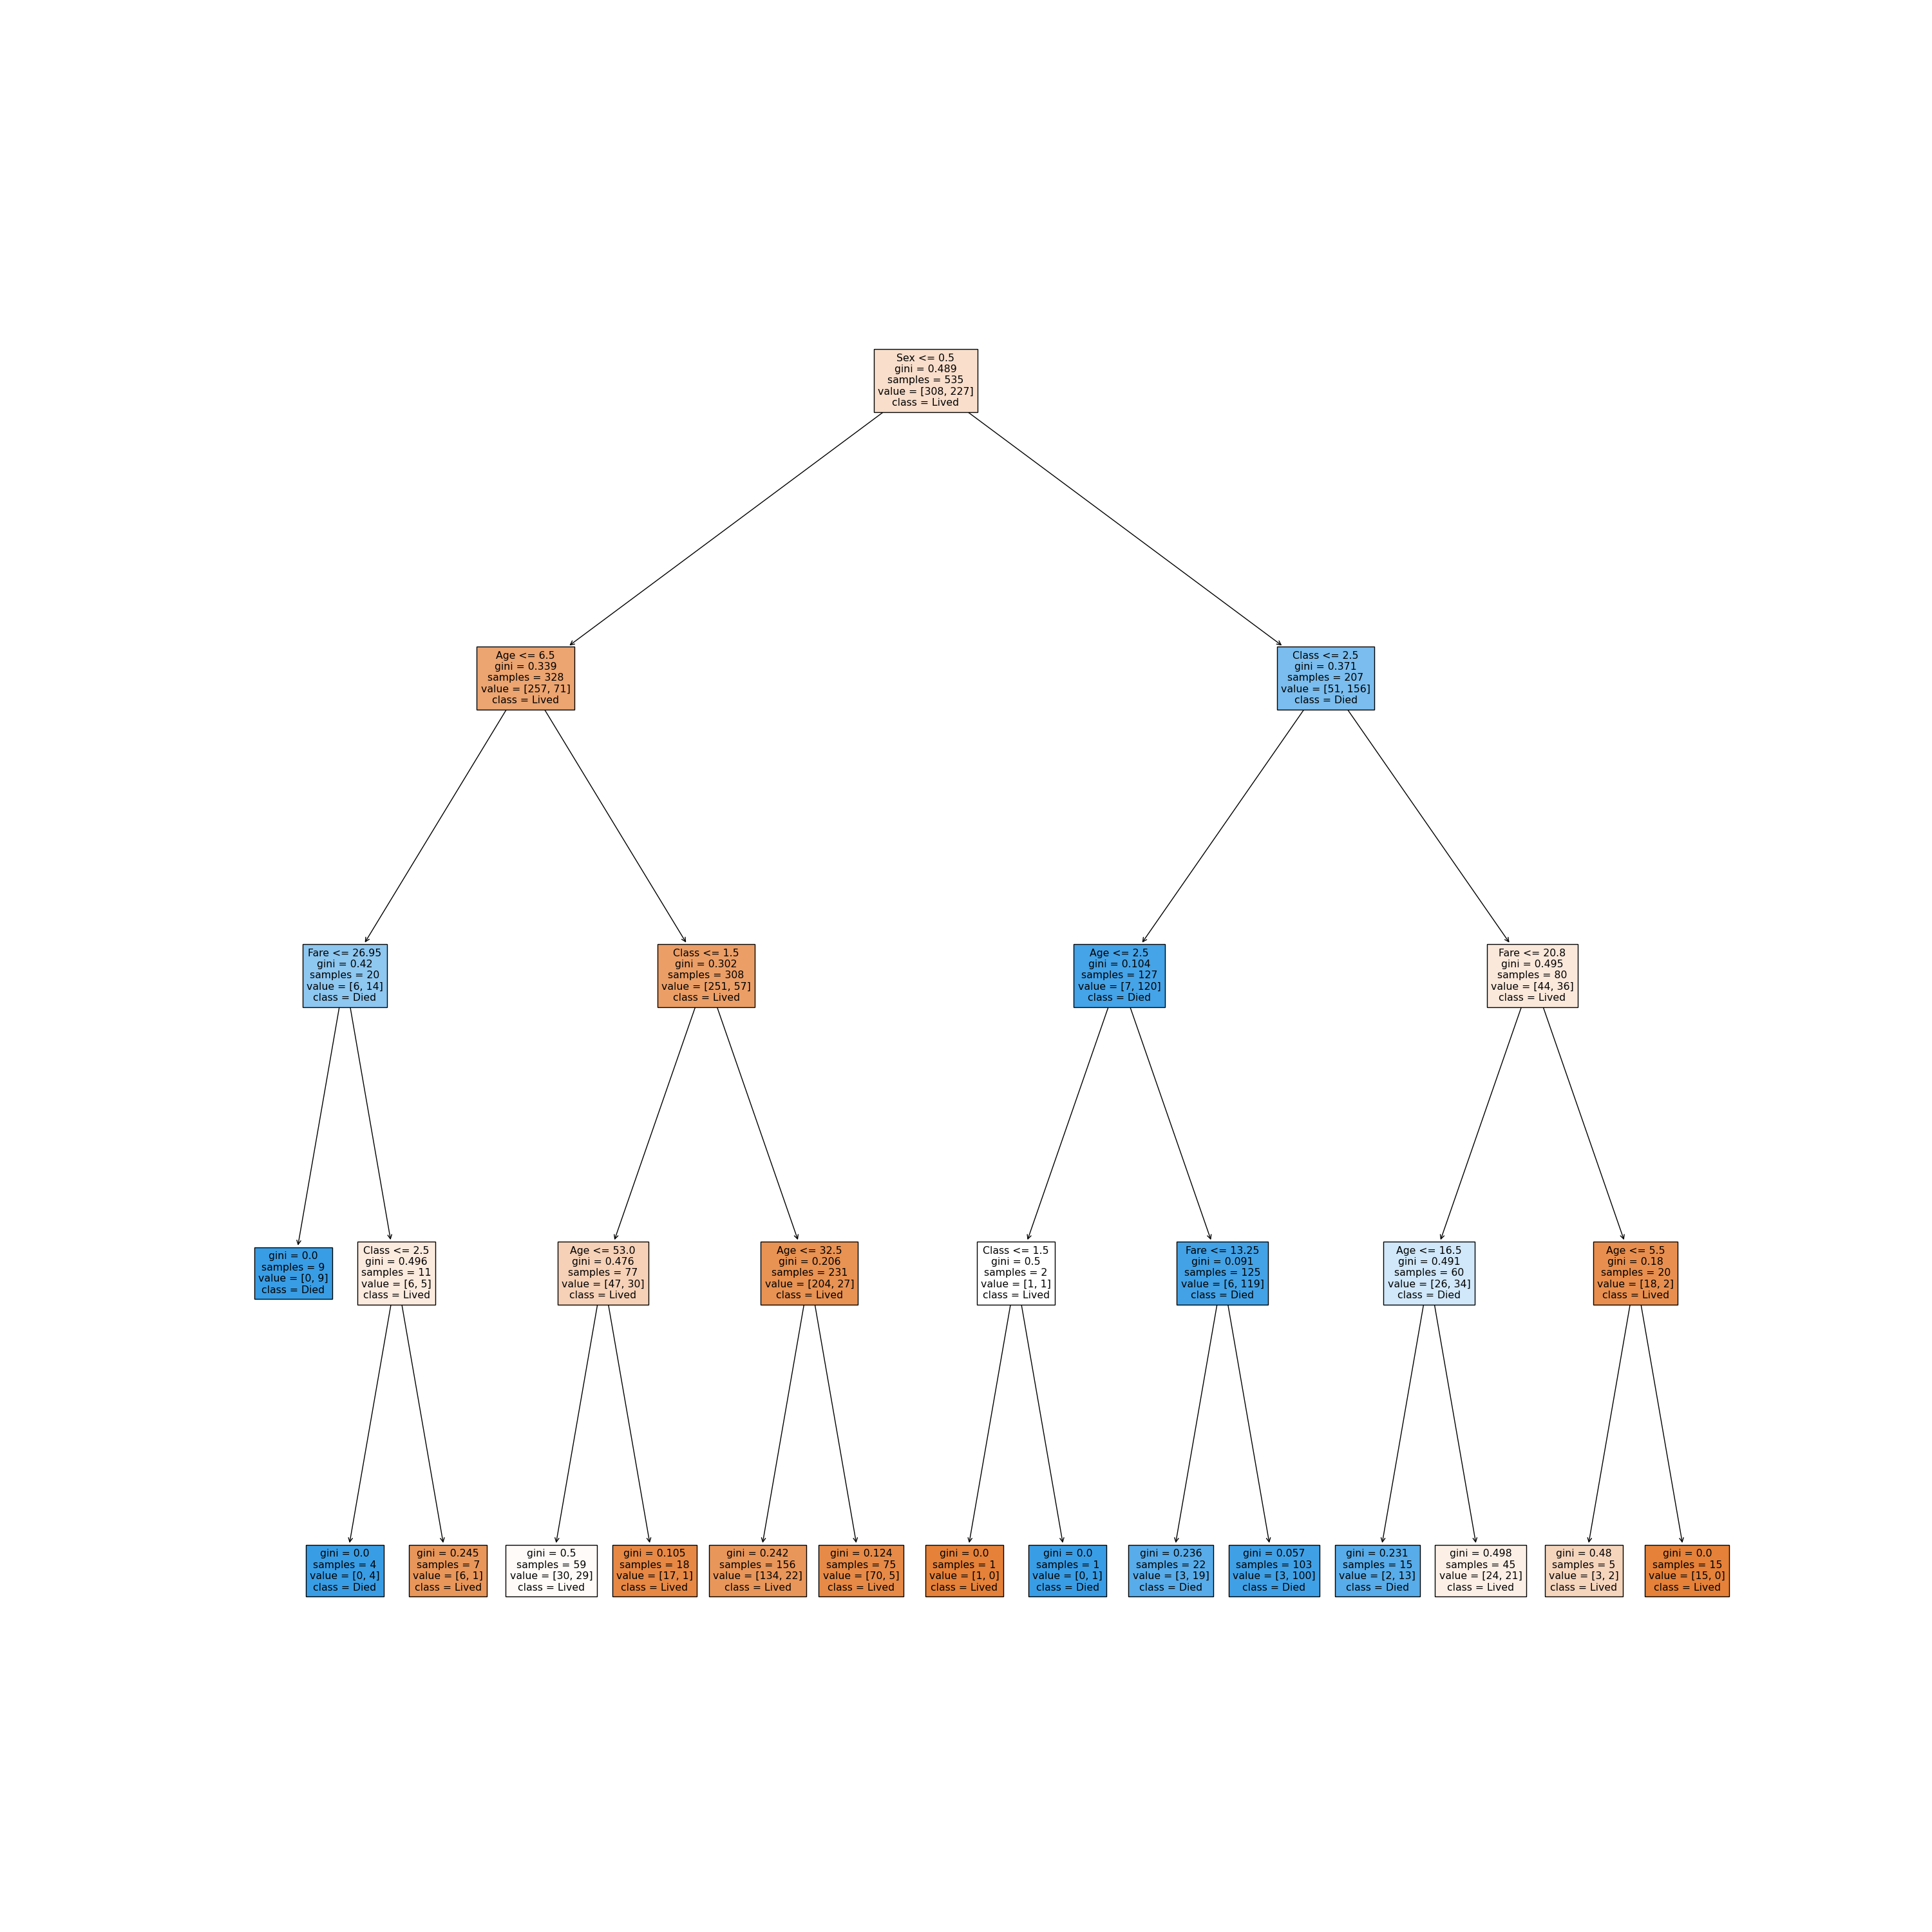 Sex <= 0.5
gini = 0.489
samples = 535
value = [308, 227]
class = Lived
Age <= 6.5
gini = 0.339
samples = 328
value = [257, 71]
class = Lived
Class <= 2.5
gini = 0.371
samples = 207
value = [51, 156]
class = Died
Fare <= 26.95
gini = 0.42
samples = 20
value = [6, 14]
class = Died
Class <= 1.5
gini = 0.302
samples = 308
value = [251, 57]
class = Lived
Age <= 2.5
gini = 0.104
samples = 127
value = [7, 120]
class = Died
Fare <= 20.8
gini = 0.495
samples = 80
value = [44, 36]
class = Lived
gini = 0.0
samples = 9
value = [0, 9]
class = Died
Class <= 2.5
gini = 0.496
samples = 11
value = [6, 5]
class = Lived
Age <= 53.0
gini = 0.476
samples = 77
value = [47, 30]
class = Lived
Age <= 32.5
gini = 0.206
samples = 231
value = [204, 27]
class = Lived
Class <= 1.5
gini = 0.5
samples = 2
value = [1, 1]
class = Lived
Fare <= 13.25
gini = 0.091
samples = 125
value = [6, 119]
class = Died
Age <= 16.5
gini = 0.491
samples = 60
value = [26, 34]
class = Died
Age <= 5.5
gini = 0.18
samples = 20
value = [18, 2]
class = Lived
gini = 0.0
samples = 4
value = [0, 4]
class = Died
gini = 0.245
samples = 7
value = [6, 1]
class = Lived
gini = 0.5
samples = 59
value = [30, 29]
class = Lived
gini = 0.105
samples = 18
value = [17, 1]
class = Lived
gini = 0.242
samples = 156
value = [134, 22]
class = Lived
gini = 0.124
samples = 75
value = [70, 5]
class = Lived
gini = 0.0
samples = 1
value = [1, 0]
class = Lived
gini = 0.0
samples = 1
value = [0, 1]
class = Died
gini = 0.236
samples = 22
value = [3, 19]
class = Died
gini = 0.057
samples = 103
value = [3, 100]
class = Died
gini = 0.231
samples = 15
value = [2, 13]
class = Died
gini = 0.498
samples = 45
value = [24, 21]
class = Lived
gini = 0.48
samples = 5
value = [3, 2]
class = Lived
gini = 0.0
samples = 15
value = [15, 0]
class = Lived